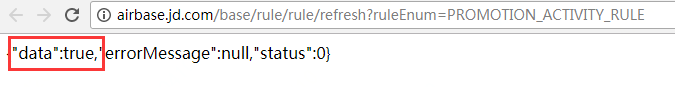 airbase.jd.com/base/rule/rule/refresh?ruleEnum=PROMOTION_ACTIVITY_RULE
"data":true,"errorMessage":null,"status":0}